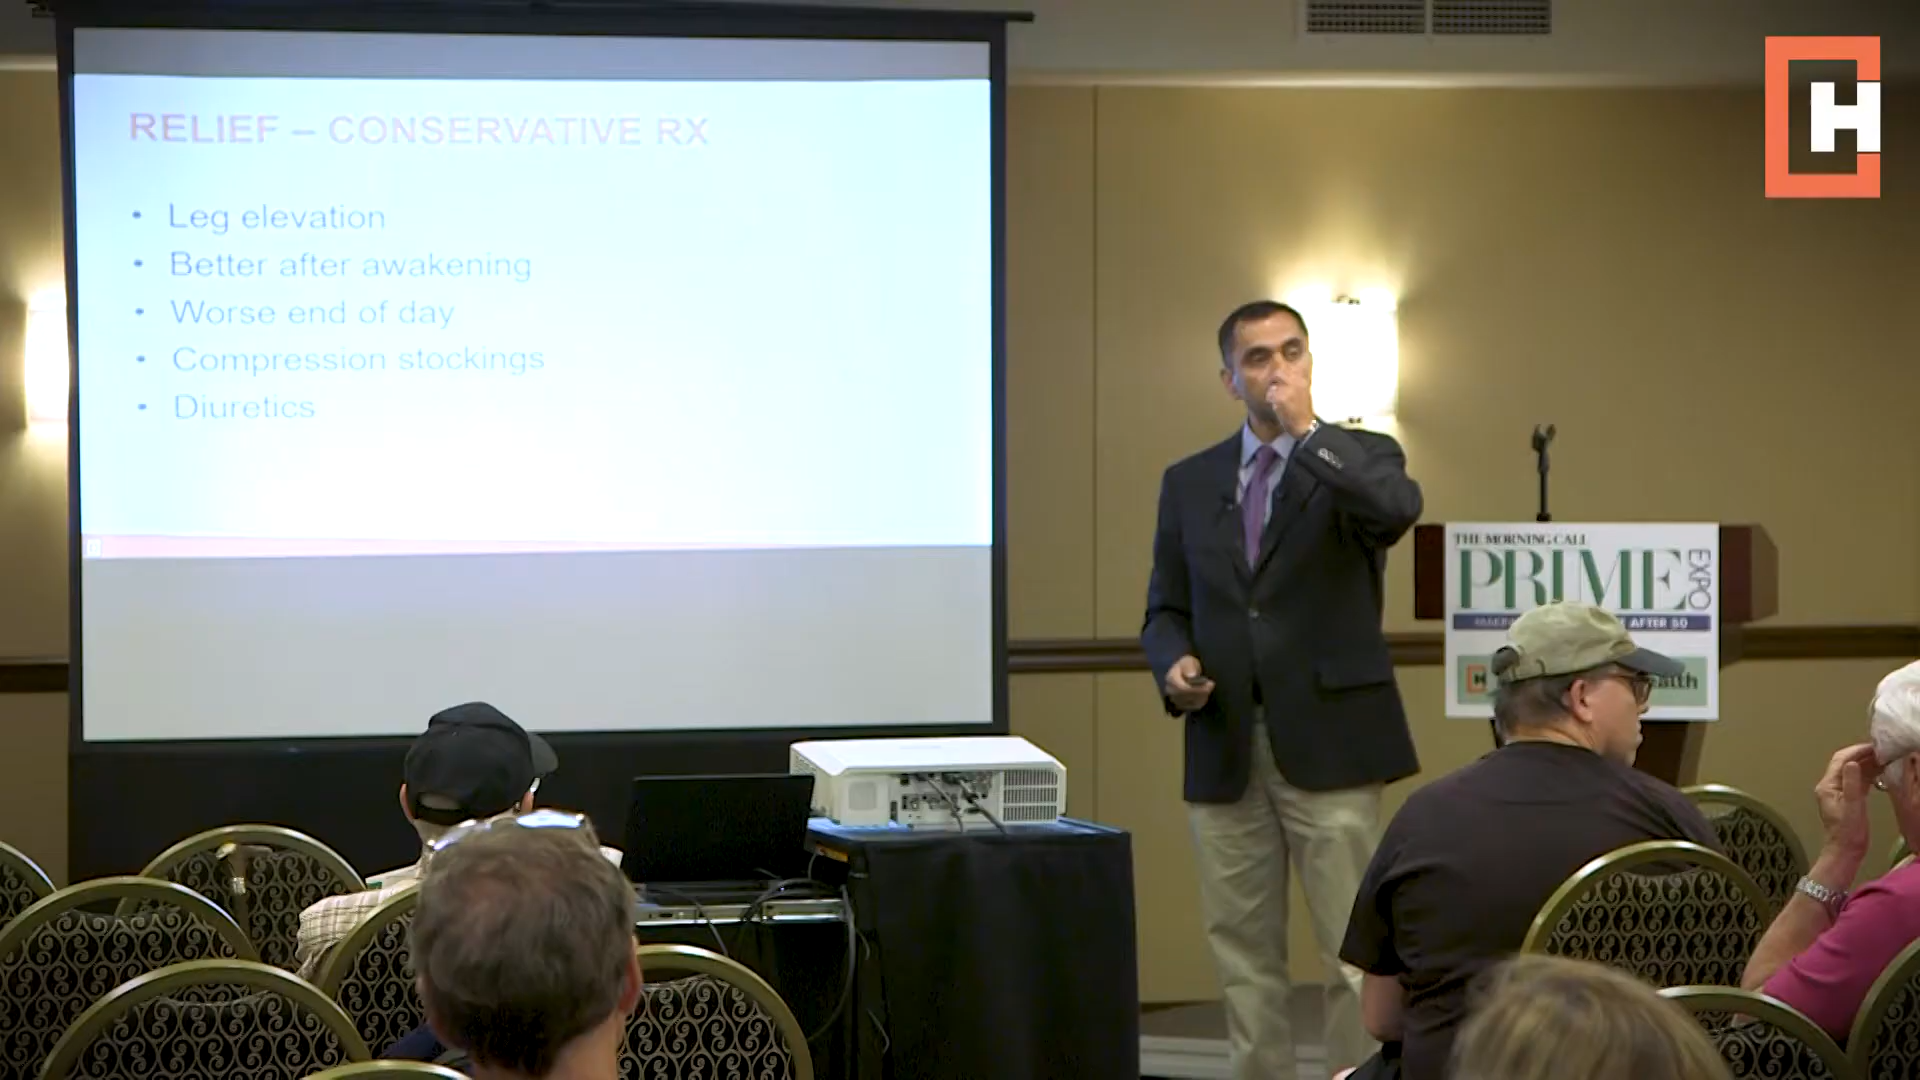 RELIEF – CONSERVATIVE RX
• Leg elevation
• Better after awakening
• Worse end of day
• Compression stockings
• Diuretics
CH
THE MORNING CALL
PRIME
EXPO
AFTER 50